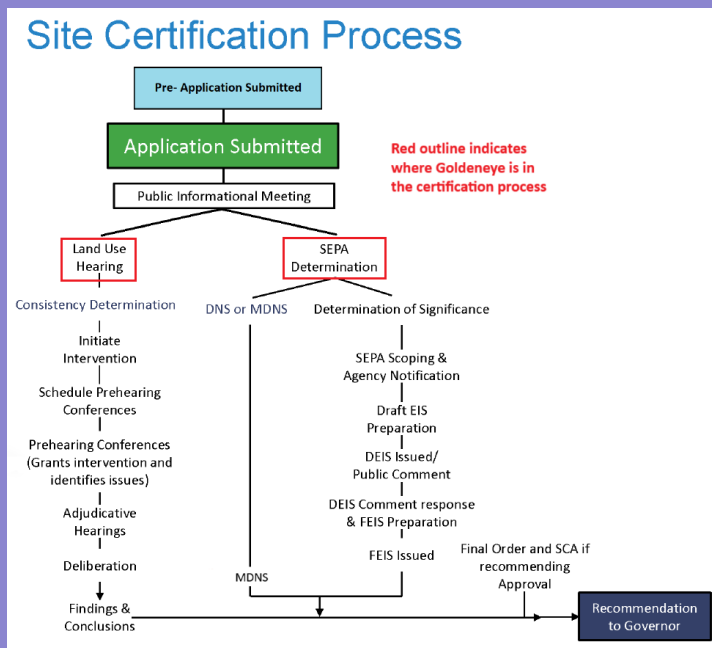 Site Certification Process
Pre- Application Submitted
Application Submitted
Red outline indicates
where Goldeneye is in
the certification process
Public Informational Meeting
Land Use
Hearing
SEPA
Determination
Consistency Determination
DNS or MDNS
Determination of Significance
Initiate
Intervention
SEPA Scoping &
Agency Notification
Schedule Prehearing
Conferences
Draft EIS
Preparation
Prehearing Conferences
(Grants intervention and
identifies issues)
DEIS Issued/
Public Comment
Adjudicative
Hearings
DEIS Comment response
& FEIS Preparation
Deliberation
MDNS
FEIS Issued
Final Order and SCA if
recommending
Approval
Findings &
Conclusions
Recommendation
to Governor